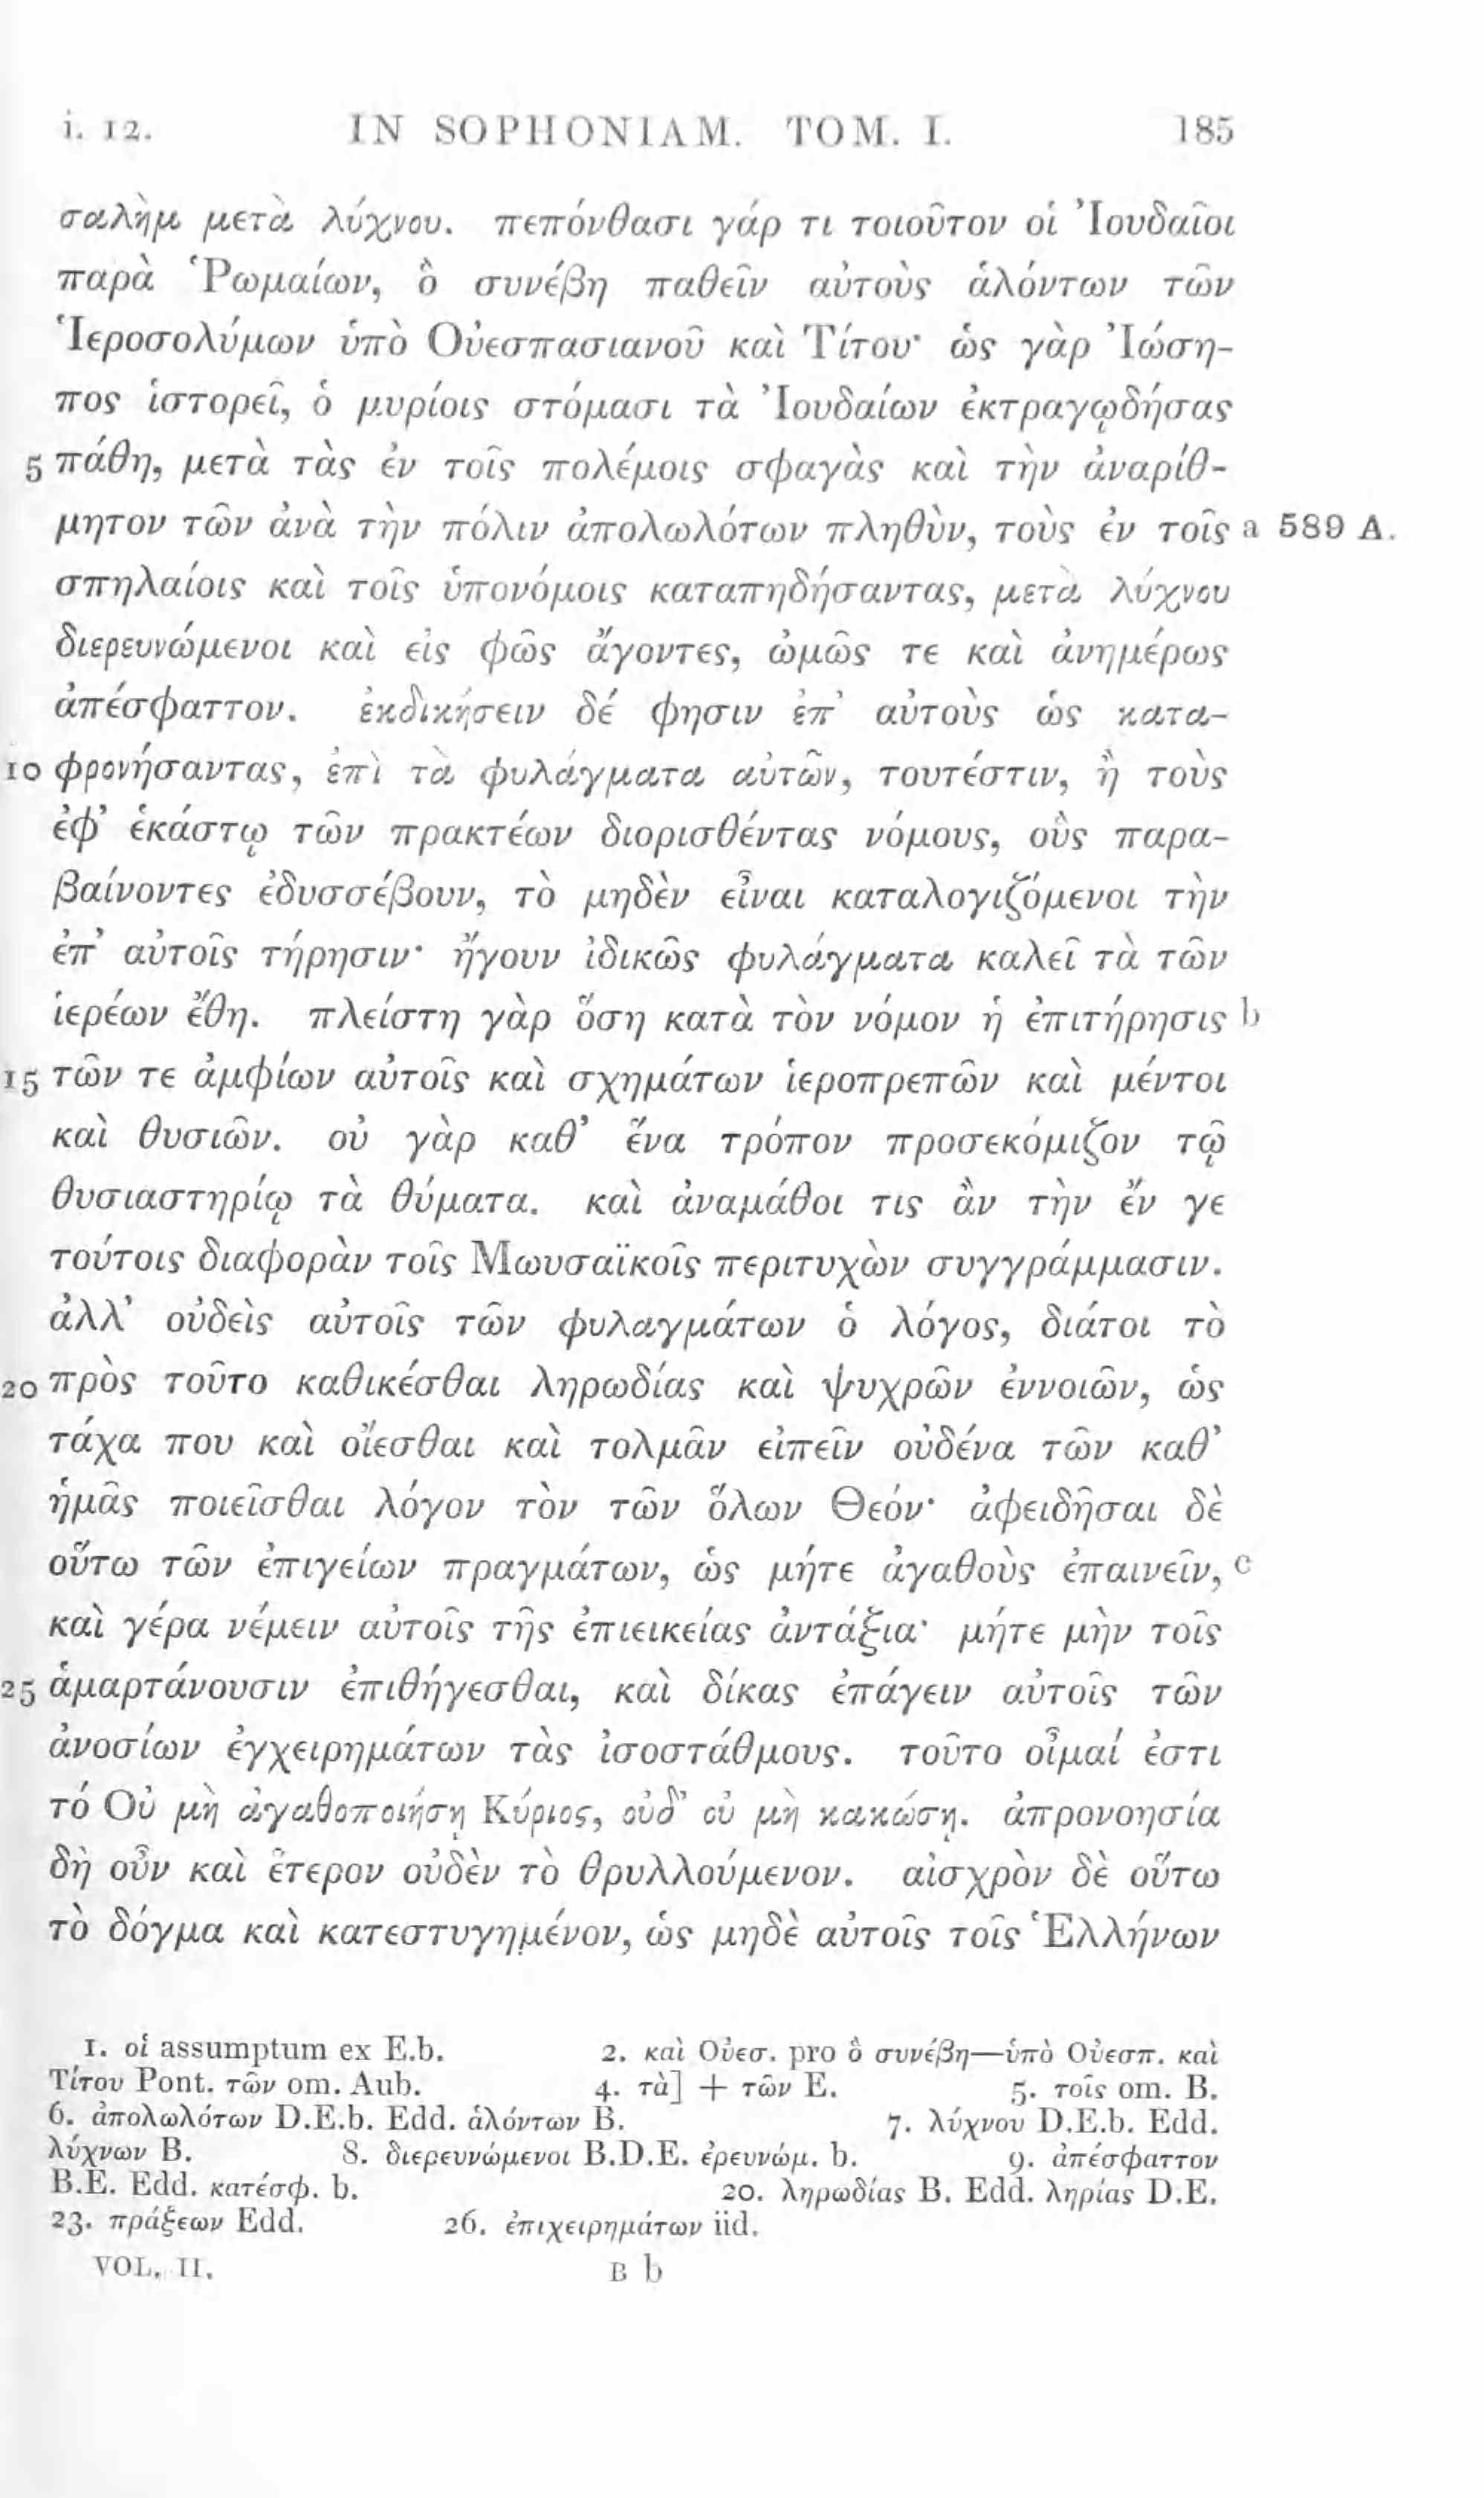 i. 12. IN SOPHONIAM. TOM. I. 185
σαλὴμ μετὰ λύχνου. πεπόνθασι γάρ τι τοιοῦτον οἱ Ἰουδαῖοι
παρὰ Ῥωμαίων, ὃ συνέβη παθεῖν αὐτοὺς ἁλόντων τῶν
Ἱεροσολύμων ὑπὸ Οὐεσπασιανοῦ καὶ Τίτου· ὡς γὰρ Ἰώση-
πος ἱστορεῖ, ὁ μυρίοις στόμασι τὰ Ἰουδαίων ἐκτραγῳδήσας
5 πάθη, μετὰ τὰς ἐν τοῖς πολέμοις σφαγὰς καὶ τὴν ἀναρίθ-
μητον τῶν ἀνὰ τὴν πόλιν ἀπολωλότων πληθὺν, τοὺς ἐν τοῖς a 589 A.
σπηλαίοις καὶ τοῖς ὑπονόμοις καταπηδήσαντας, μετὰ λύχνου
διερευνώμενοι καὶ εἰς φῶς ἄγοντες, ὠμῶς τε καὶ ἀνημέρως
ἀπέσφαττον. ἐκδικήσειν δέ φησιν ἐπ’ αὐτοὺς ὡς κατα-
10 φρονήσαντας, ἐπὶ τὰ φυλάγματα αὐτῶν, τουτέστιν, ἢ τοὺς
ἐφ’ ἑκάστῳ τῶν πρακτέων διορισθέντας νόμους, οὓς παρα-
βαίνοντες ἐδυσσέβουν, τὸ μηδὲν εἶναι καταλογιζόμενοι τὴν
ἐπ’ αὐτοῖς τήρησιν· ἤγουν ἰδικῶς φυλάγματα καλεῖ τὰ τῶν
ἱερέων ἔθη. πλείστη γὰρ ὅση κατὰ τὸν νόμον ἡ ἐπιτήρησις b
15 τῶν τε ἀμφίων αὐτοῖς καὶ σχημάτων ἱεροπρεπῶν καὶ μέντοι
καὶ θυσιῶν. οὐ γὰρ καθ’ ἕνα τρόπον προσεκόμιζον τῷ
θυσιαστηρίῳ τὰ θύματα. καὶ ἀναμάθοι τις ἂν τὴν ἔν γε
τούτοις διαφορὰν τοῖς Μωυσαϊκοῖς περιτυχὼν συγγράμμασιν.
ἀλλ’ οὐδεὶς αὐτοῖς τῶν φυλαγμάτων ὁ λόγος, διάτοι τὸ
20 πρὸς τοῦτο καθικέσθαι ληρωδίας καὶ ψυχρῶν ἐννοιῶν, ὡς
τάχα που καὶ οἴεσθαι καὶ τολμᾶν εἰπεῖν οὐδένα τῶν καθ’
ἡμᾶς ποιεῖσθαι λόγον τὸν τῶν ὅλων Θεόν· ἀφειδῆσαι δὲ
οὕτω τῶν ἐπιγείων πραγμάτων, ὡς μήτε ἀγαθοὺς ἐπαινεῖν, c
καὶ γέρα νέμειν αὐτοῖς τῆς ἐπιεικείας ἀντάξια· μήτε μὴν τοῖς
25 ἁμαρτάνουσιν ἐπιθήγεσθαι, καὶ δίκας ἐπάγειν αὐτοῖς τῶν
ἀνοσίων ἐγχειρημάτων τὰς ἰσοστάθμους. τοῦτο οἶμαί ἐστι
τό Οὐ μὴ ἀγαθοποιήσῃ Κύριος, οὐδ’ οὐ μὴ κακώσῃ. ἀπρονοησία
δὴ οὖν καὶ ἕτερον οὐδὲν τὸ θρυλλούμενον. αἰσχρὸν δὲ οὕτω
τὸ δόγμα καὶ κατεστυγημένον, ὡς μηδὲ αὐτοῖς τοῖς Ἑλλήνων
1. οἱ assumptum ex E.b. 2. καὶ Οὐεσ. pro ὃ συνέβη—ὑπὸ Οὐεσπ. καὶ
Τίτου Pont. τῶν om. Aub. 4. τὰ] + τῶν E. 5. τοῖς om. B.
6. ἀπολωλότων D.E.b. Edd. ἁλόντων B. 7. λύχνου D.E.b. Edd.
λύχνων B. 8. διερευνώμενοι B.D.E. ἐρευνώμ. b. 9. ἀπέσφαττον
B.E. Edd. κατέσφ. b. 20. ληρωδίας B. Edd. ληρίας D.E.
23. πράξεων Edd. 26. ἐπιχειρημάτων iid.
VOL. II. B b